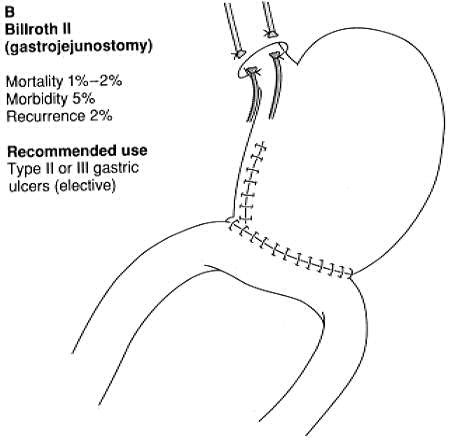 B
Billroth II
(gastrojejunostomy)
Mortality 1%–2%
Morbidity 5%
Recurrence 2%
Recommended use
Type II or III gastric
ulcers (elective)